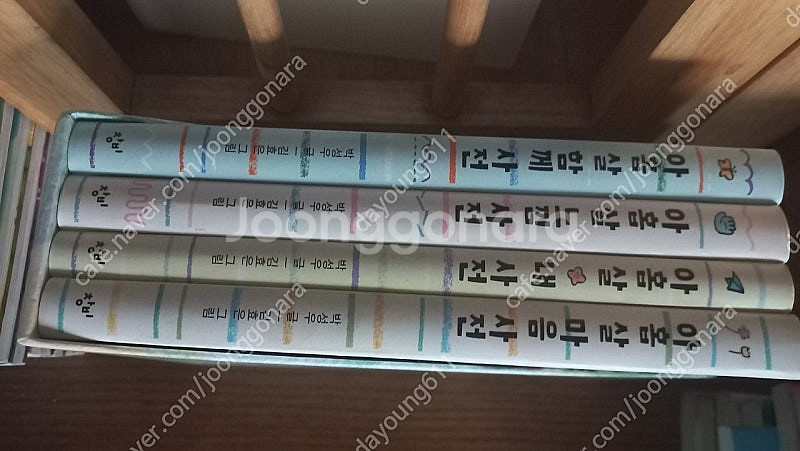 아홉 살 함께 사전 박성우 글 _ 김효은 그림 창비
아홉 살 느낌 사전 박성우 글 _ 김효은 그림 창비
아홉 살 내 사전 박성우 글 _ 김효은 그림 창비
아홉 살 마음 사전 박성우 글 _ 김효은 그림 창비
Joonggonara
dayoung611
cafe.naver.com/joonggonara